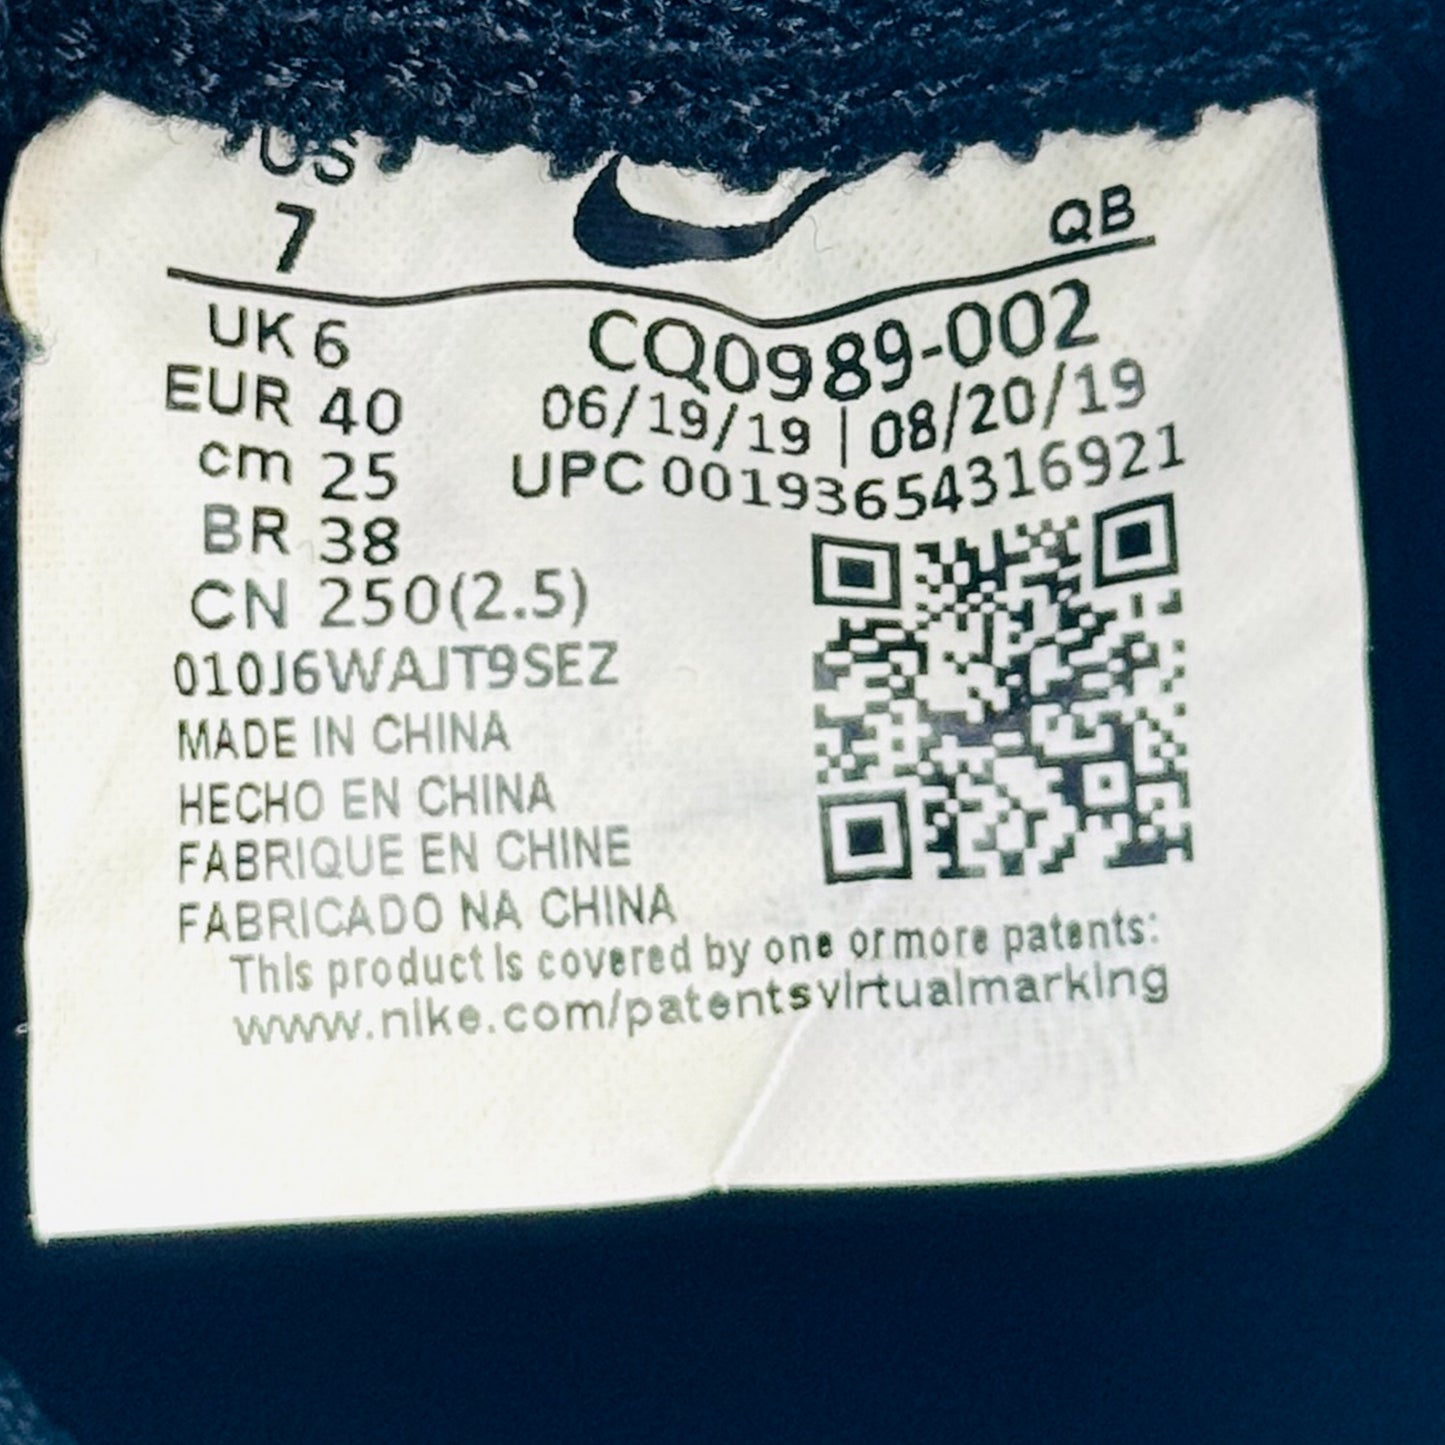 US
7
QB
UK 6
EUR 40
cm 25
BR 38
CN 250(2.5)
CQ0989-002
06/19/19 | 08/20/19
UPC 00193654316921
010J6WAJT9SEZ
MADE IN CHINA
HECHO EN CHINA
FABRIQUE EN CHINE
FABRICADO NA CHINA
This product is covered by one or more patents:
www.nike.com/patentsvirtualmarking